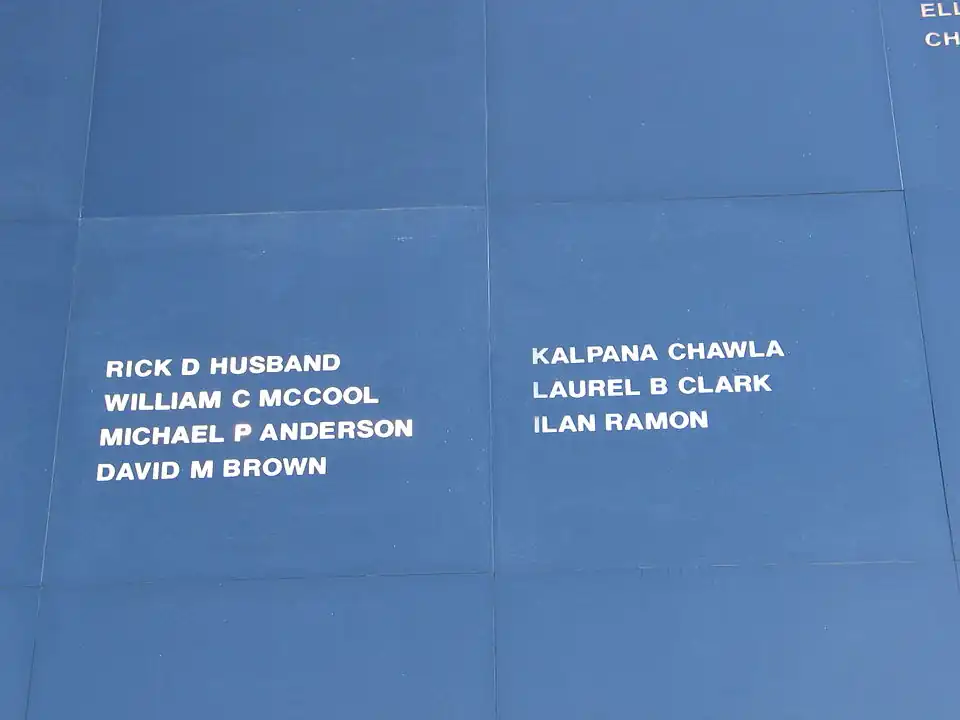 RICK D HUSBAND
WILLIAM C MCCOOL
MICHAEL P ANDERSON
DAVID M BROWN
KALPANA CHAWLA
LAUREL B CLARK
ILAN RAMON